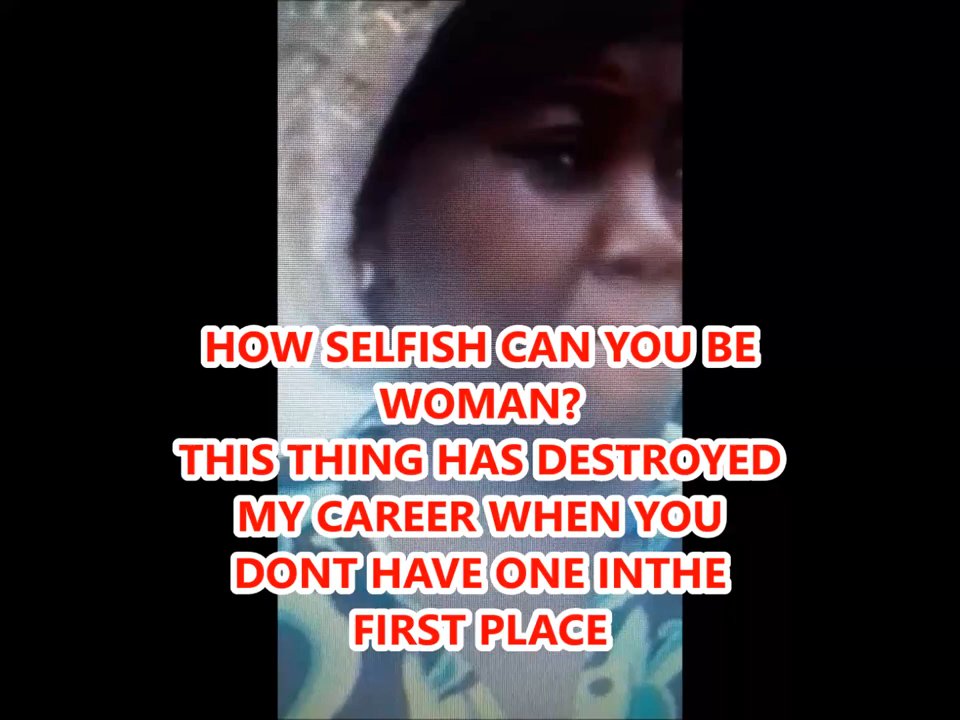 HOW SELFISH CAN YOU BE
WOMAN?
THIS THING HAS DESTROYED
MY CAREER WHEN YOU
DONT HAVE ONE INTHE
FIRST PLACE